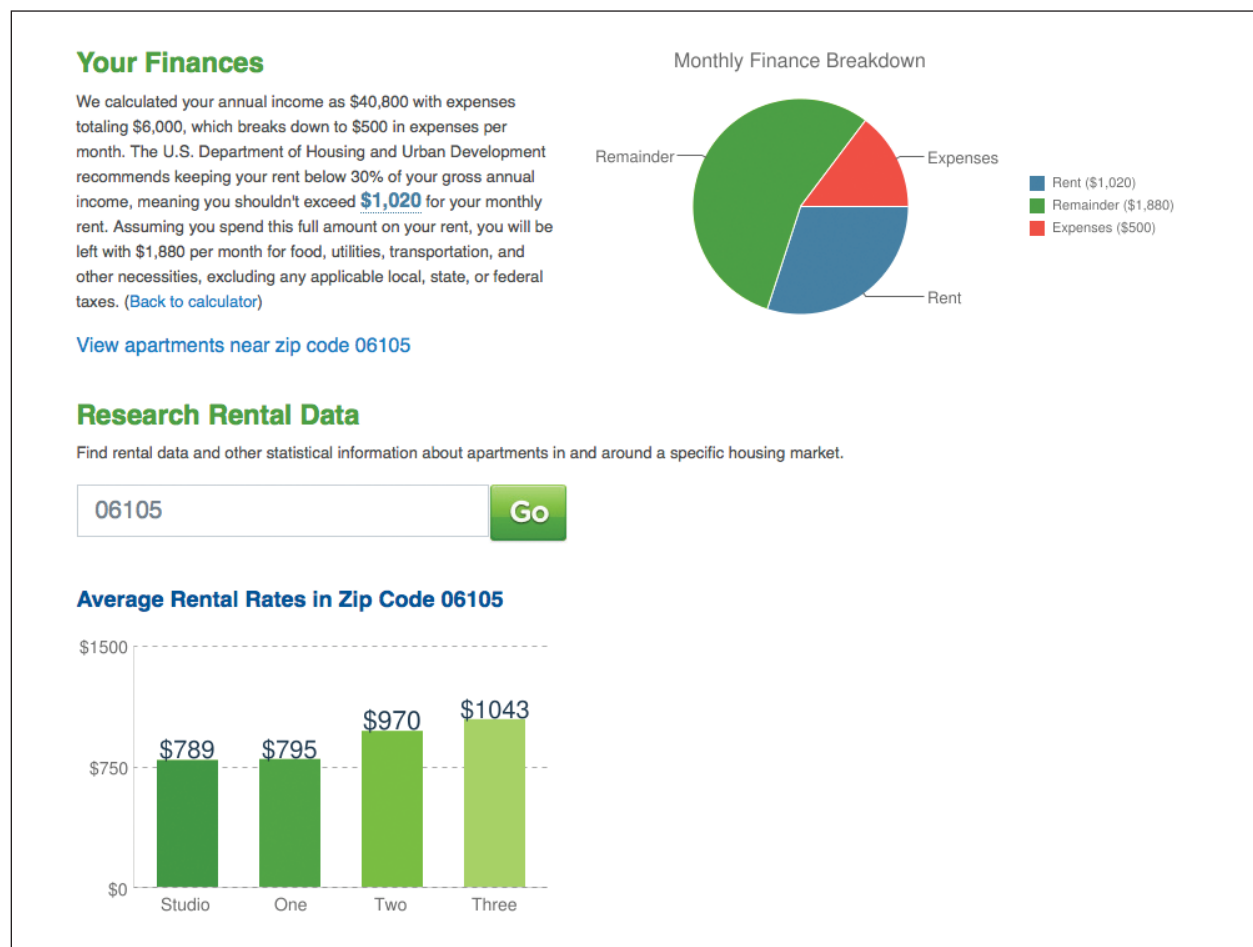 Your Finances
We calculated your annual income as $40,800 with expenses
totaling $6,000, which breaks down to $500 in expenses per
month. The U.S. Department of Housing and Urban Development
recommends keeping your rent below 30% of your gross annual
income, meaning you shouldn't exceed $1,020 for your monthly
rent. Assuming you spend this full amount on your rent, you will be
left with $1,880 per month for food, utilities, transportation, and
other necessities, excluding any applicable local, state, or federal
taxes. (Back to calculator)
View apartments near zip code 06105
Monthly Finance Breakdown
Remainder
Expenses
Rent
Rent ($1,020)
Remainder ($1,880)
Expenses ($500)
Research Rental Data
Find rental data and other statistical information about apartments in and around a specific housing market.
06105
Go
Average Rental Rates in Zip Code 06105
$1500
$750
$0
$789
$795
$970
$1043
Studio
One
Two
Three